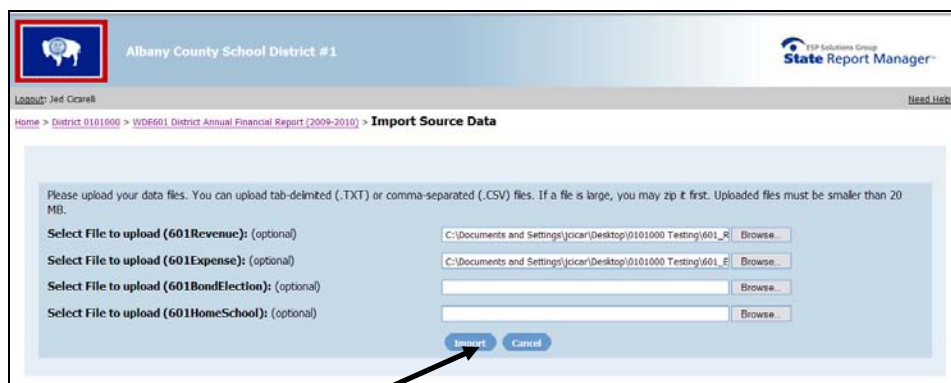 Albany County School District #1
ESP Solutions Group
State Report Manager
Logout: Jed Cicarelli
Need Help
Home > District 0101000 > WDE601 District Annual Financial Report (2009-2010) > Import Source Data
Please upload your data files. You can upload tab-delimited (.TXT) or comma-separated (.CSV) files. If a file is large, you may zip it first. Uploaded files must be smaller than 20
MB.
Select File to upload (601Revenue): (optional) C:\Documents and Settings\jcicar\Desktop\0101000 Testing\601_R Browse...
Select File to upload (601Expense): (optional) C:\Documents and Settings\jcicar\Desktop\0101000 Testing\601_E Browse...
Select File to upload (601BondElection): (optional) Browse...
Select File to upload (601HomeSchool): (optional) Browse...
Import Cancel